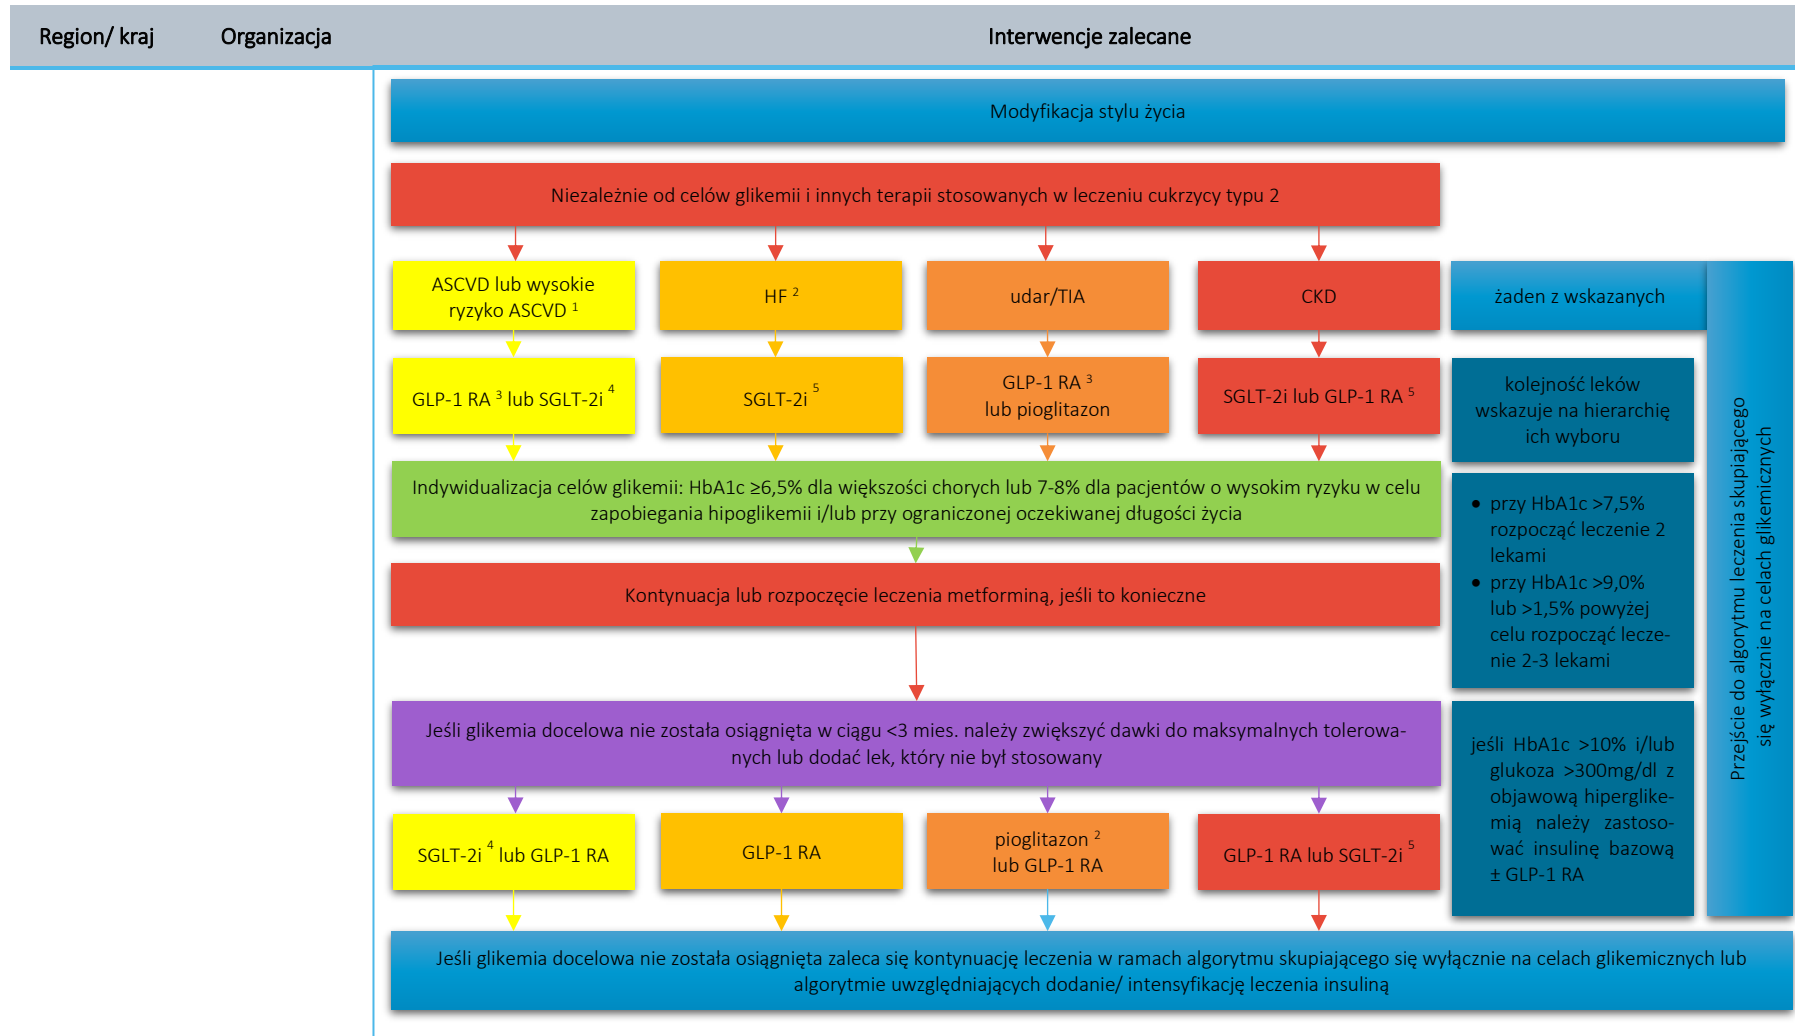 Region/ kraj
Organizacja
Interwencje zalecane
Modyfikacja stylu życia
Niezależnie od celów glikemii i innych terapii stosowanych w leczeniu cukrzycy typu 2
ASCVD lub wysokie
ryzyko ASCVD 1
HF 2
udar/TIA
CKD
żaden z wskazanych
GLP-1 RA 3 lub SGLT-2i 4
SGLT-2i 5
GLP-1 RA 3
lub pioglitazon
SGLT-2i lub GLP-1 RA 5
kolejność leków
wskazuje na hierarchię
ich wyboru
Indywidualizacja celów glikemii: HbA1c ≥6,5% dla większości chorych lub 7-8% dla pacjentów o wysokim ryzyku w celu
zapobiegania hipoglikemii i/lub przy ograniczonej oczekiwanej długości życia
• przy HbA1c >7,5%
rozpocząć leczenie 2
lekami
• przy HbA1c >9,0%
lub >1,5% powyżej
celu rozpocząć lecze-
nie 2-3 lekami
Kontynuacja lub rozpoczęcie leczenia metforminą, jeśli to konieczne
Przejście do algorytmu leczenia skupiającego
się wyłącznie na celach glikemicznych
Jeśli glikemia docelowa nie została osiągnięta w ciągu <3 mies. należy zwiększyć dawki do maksymalnych tolerowa-
nych lub dodać lek, który nie był stosowany
jeśli HbA1c >10% i/lub
glukoza >300mg/dl z
objawową hiperglike-
mią należy zastoso-
wać insulinę bazową
± GLP-1 RA
SGLT-2i 4 lub GLP-1 RA
GLP-1 RA
pioglitazon 2
lub GLP-1 RA
GLP-1 RA lub SGLT-2i 5
Jeśli glikemia docelowa nie została osiągnięta zaleca się kontynuację leczenia w ramach algorytmu skupiającego się wyłącznie na celach glikemicznych lub
algorytmie uwzględniających dodanie/ intensyfikację leczenia insuliną